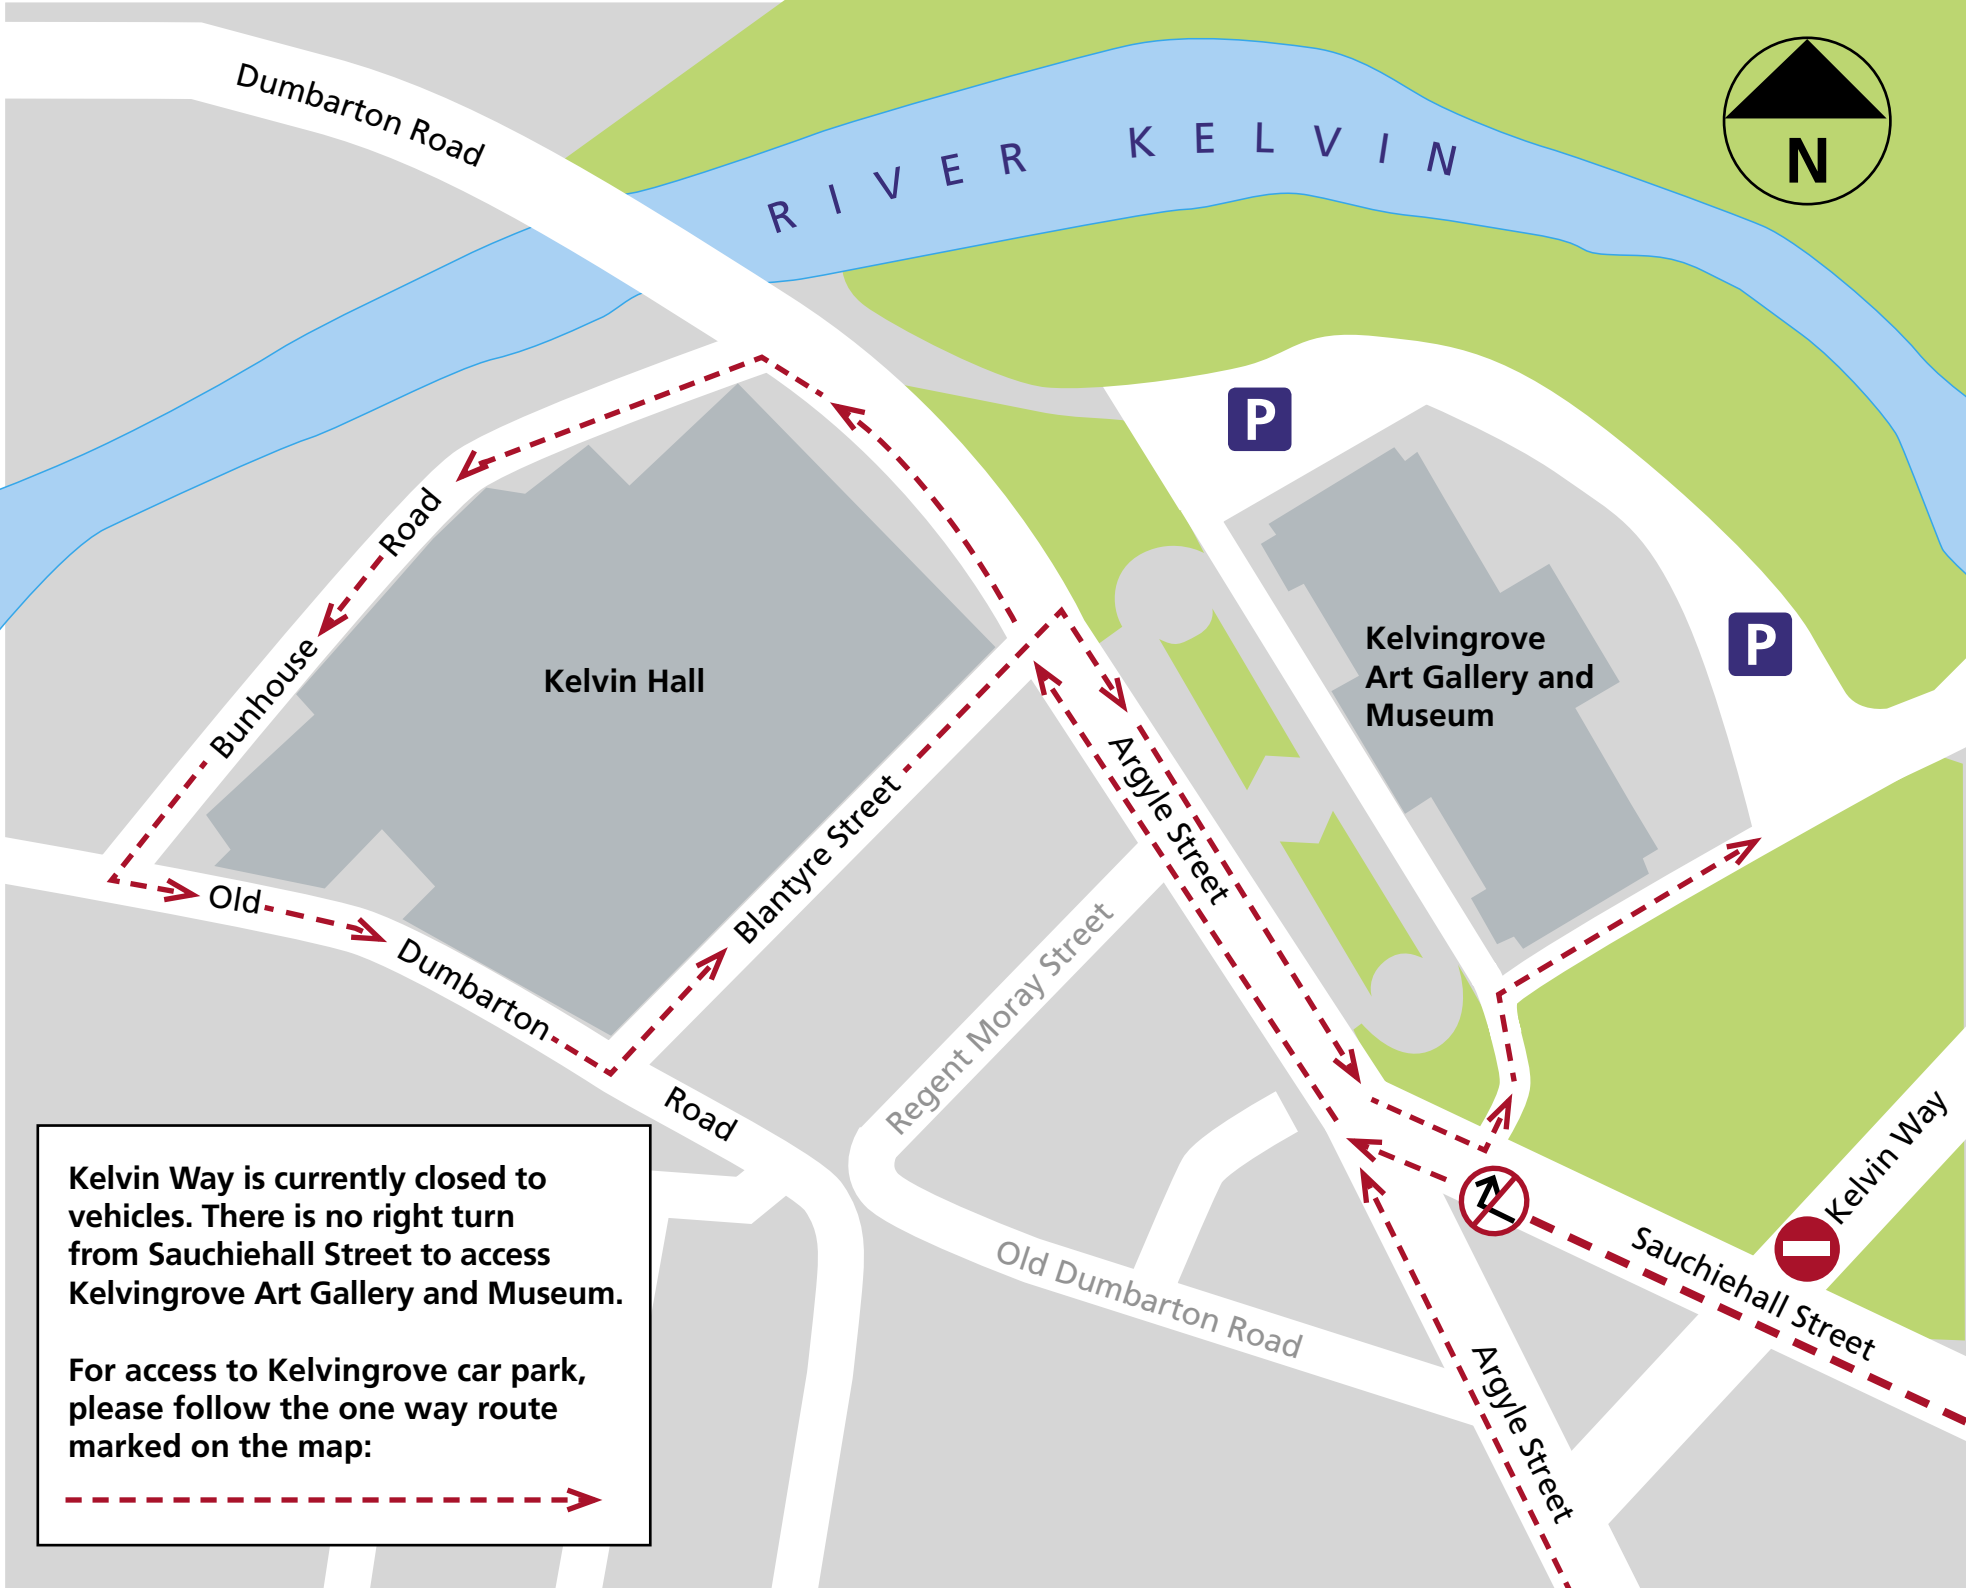 Dumbarton Road
RIVER KELVIN
N
P
Road
Bunhouse
Kelvin Hall
Kelvingrove
Art Gallery and
Museum
P
Argyle Street
Blantyre Street
Old
Dumbarton
Road
Regent Moray Street
Old Dumbarton Road
Kelvin Way
Sauchiehall Street
Argyle Street
Kelvin Way is currently closed to
vehicles. There is no right turn
from Sauchiehall Street to access
Kelvingrove Art Gallery and Museum.
For access to Kelvingrove car park,
please follow the one way route
marked on the map: